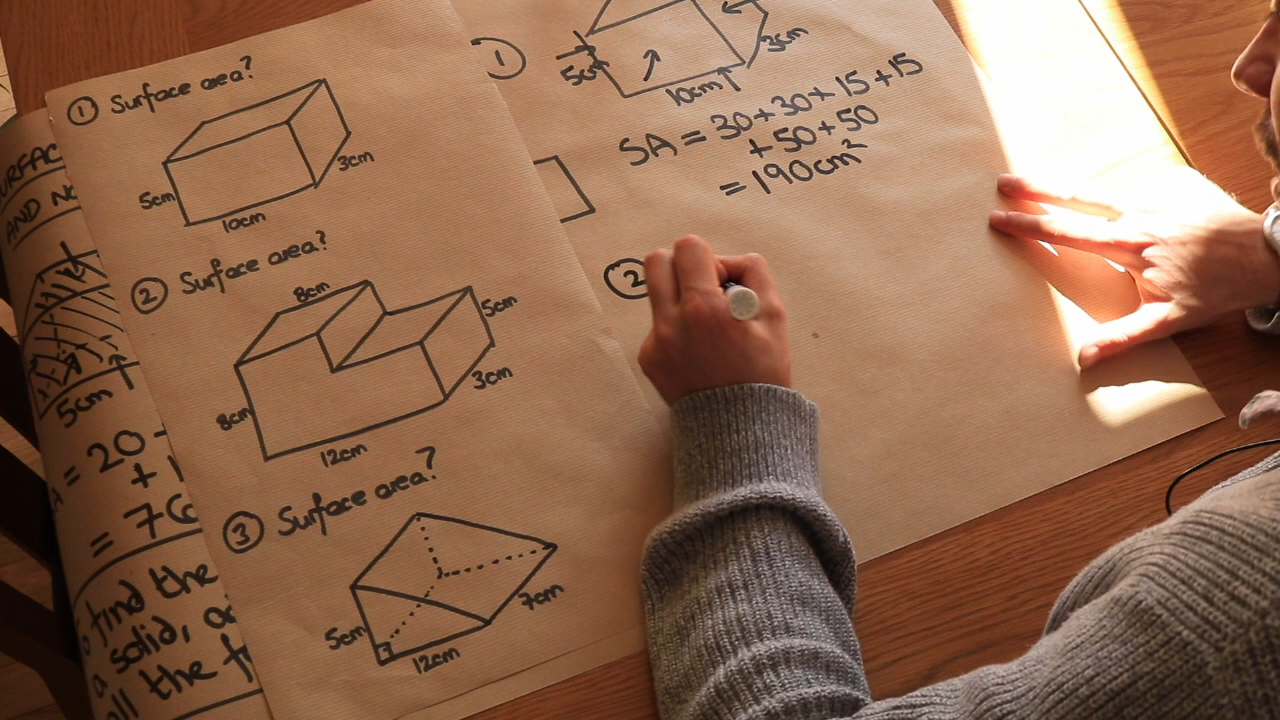 ① Surface area?
5cm
10cm
3cm
② Surface area?
8cm
5cm
8cm
3cm
12cm
③ Surface area?
5cm
12cm
7cm
①
5cm
10cm
3cm
SA = 30+30+15+15
+50+50
= 190cm²
②
AND
5cm
= 20
+
=
find the
solid,
all the